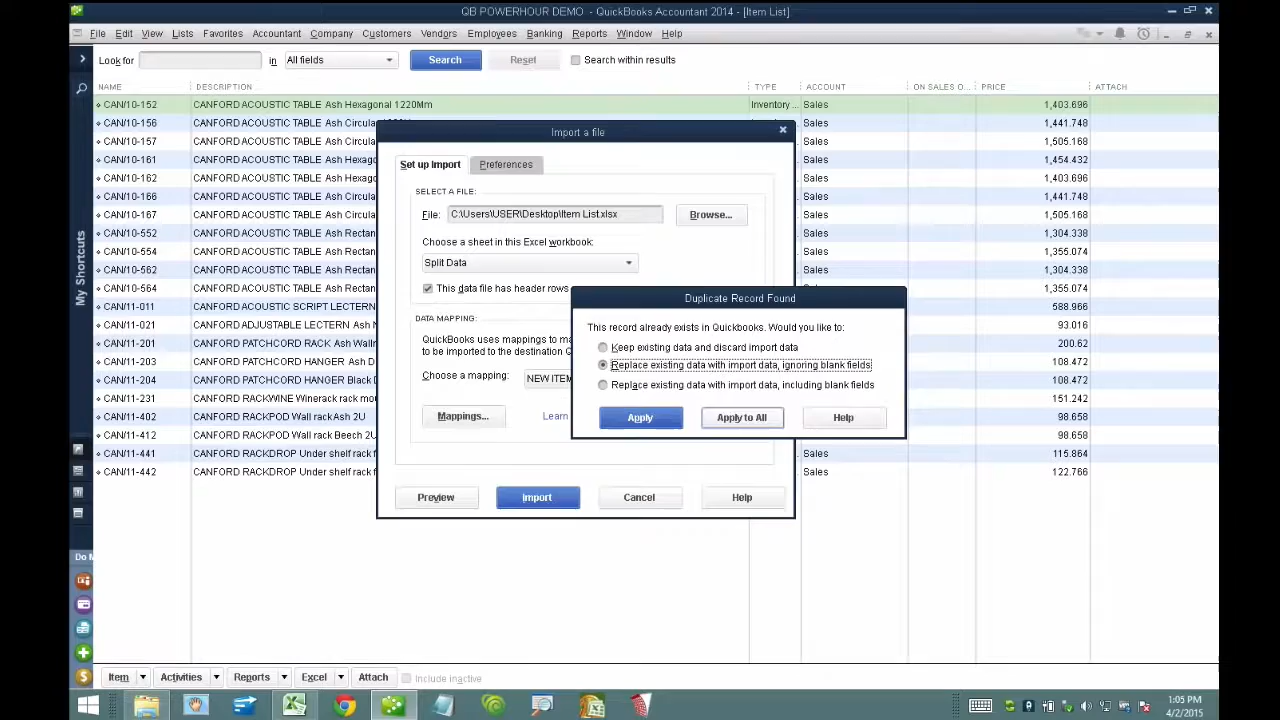 QB POWERHOUR DEMO - QuickBooks Accountant 2014 - [Item List]
File Edit View Lists Favorites Accountant Company Customers Vendors Employees Banking Reports Window Help
Look for in All fields Search Reset Search within results
NAME DESCRIPTION TYPE ACCOUNT ON SALES O... PRICE ATTACH
CAN/10-152 CANFORD ACOUSTIC TABLE Ash Hexagonal 1220Mm Inventory ... Sales 1,403.696
CAN/10-156 CANFORD ACOUSTIC TABLE Ash Circular Sales 1,441.748
CAN/10-157 CANFORD ACOUSTIC TABLE Ash Circula Sales 1,505.168
CAN/10-161 CANFORD ACOUSTIC TABLE Ash Hexago Sales 1,454.432
CAN/10-162 CANFORD ACOUSTIC TABLE Ash Hexago Sales 1,403.696
CAN/10-166 CANFORD ACOUSTIC TABLE Ash Circula Sales 1,441.748
CAN/10-167 CANFORD ACOUSTIC TABLE Ash Circula Sales 1,505.168
CAN/10-552 CANFORD ACOUSTIC TABLE Ash Rectan Sales 1,304.338
CAN/10-554 CANFORD ACOUSTIC TABLE Ash Rectan Sales 1,355.074
CAN/10-562 CANFORD ACOUSTIC TABLE Ash Rectan Sales 1,304.338
CAN/10-564 CANFORD ACOUSTIC TABLE Ash Rectan Sales 1,355.074
CAN/11-011 CANFORD ACOUSTIC SCRIPT LECTERN 588.966
CAN/11-021 CANFORD ADJUSTABLE LECTERN Ash N 93.016
CAN/11-201 CANFORD PATCHCORD RACK Ash Wandl 200.62
CAN/11-203 CANFORD PATCHCORD HANGER Ash Di 108.472
CAN/11-204 CANFORD PATCHCORD HANGER Black D 108.472
CAN/11-231 CANFORD RACKWINE Winerack rack mou 151.292
CAN/11-402 CANFORD RACKPOD Wall rack Ash 2U 98.658
CAN/11-412 CANFORD RACKPOD Wall rack Beech 2U 98.658
CAN/11-441 CANFORD RACKDROP Under shelf rack f Sales 115.864
CAN/11-442 CANFORD RACKDROP Under shelf rack f Sales 122.766
My Shortcuts
Do M
Import a file
Set up Import Preferences
SELECT A FILE:
File: C:\Users\USER\Desktop\Item List.xlsx Browse...
Choose a sheet in this Excel workbook:
Split Data
This data file has header rows
DATA MAPPING:
QuickBooks uses mappings to ma
to be imported to the destination Q
Choose a mapping: NEW ITEM
Mappings... Learn
Preview Import Cancel Help
Duplicate Record Found
This record already exists in Quickbooks. Would you like to:
Keep existing data and discard import data
Replace existing data with import data, ignoring blank fields
Replace existing data with import data, including blank fields
Apply Apply to All Help
Item Activities Reports Excel Attach Include inactive
1:05 PM
4/2/2015